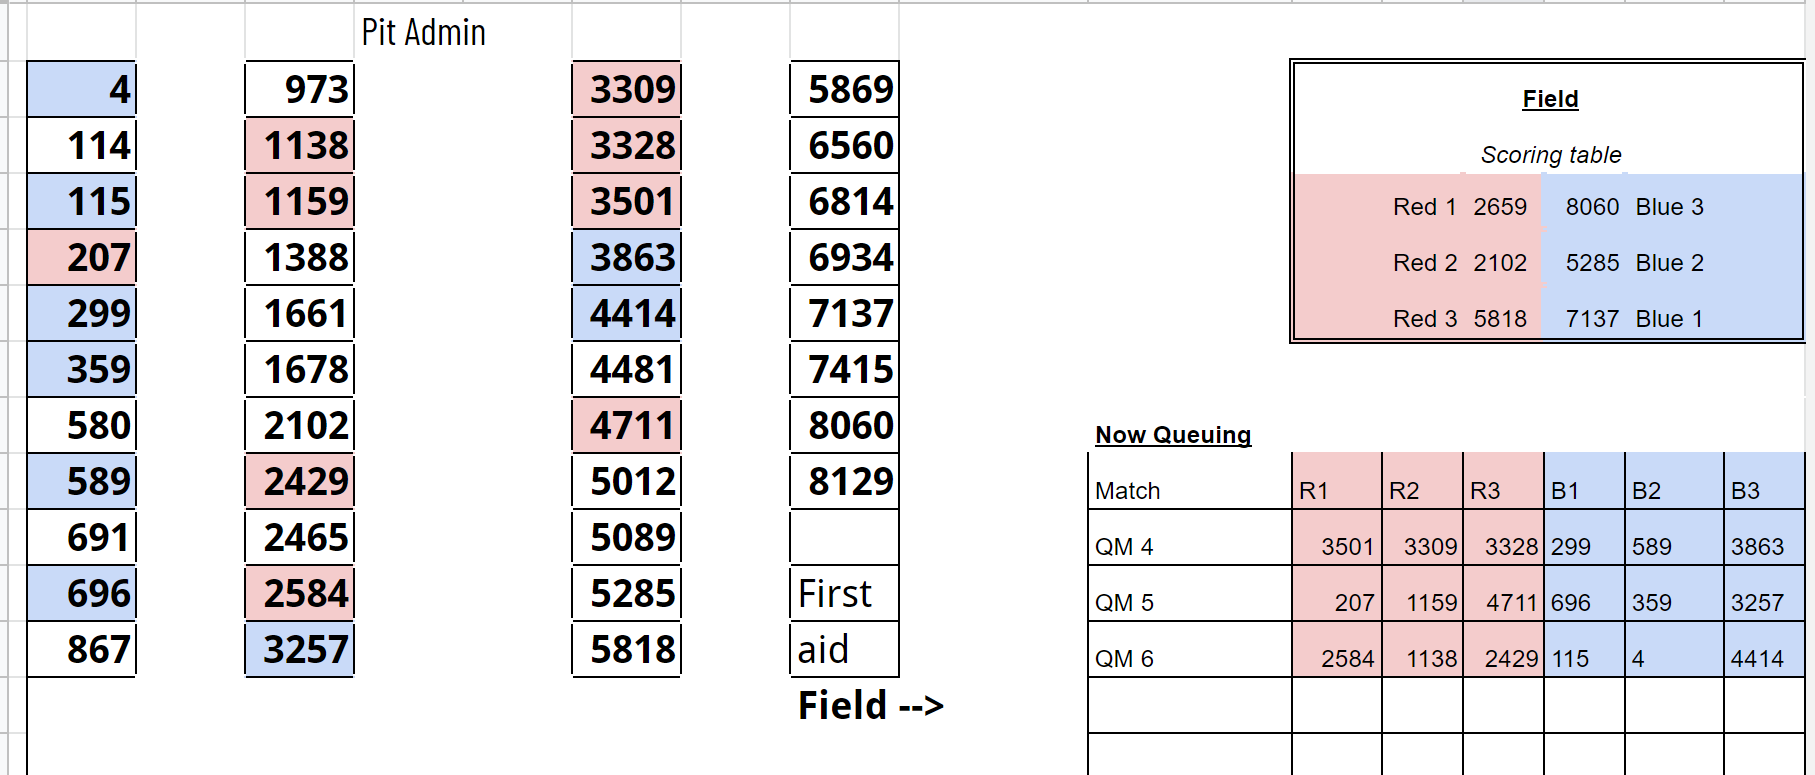 Pit Admin
4 973 3309 5869
114 1138 3328 6560
115 1159 3501 6814
207 1388 3863 6934
299 1661 4414 7137
359 1678 4481 7415
580 2102 4711 8060
589 2429 5012 8129
691 2465 5089
696 2584 5285 First
867 3257 5818 aid
Field -->
Field
Scoring table
Red 1 2659 8060 Blue 3
Red 2 2102 5285 Blue 2
Red 3 5818 7137 Blue 1
Now Queuing
Match R1 R2 R3 B1 B2 B3
QM 4 3501 3309 3328 299 589 3863
QM 5 207 1159 4711 696 359 3257
QM 6 2584 1138 2429 115 4 4414